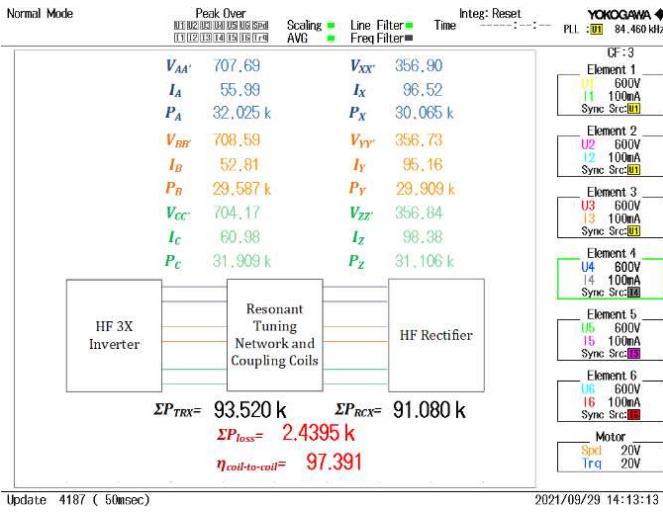 Normal Mode
Peak Over
U1 U2 U3 U4 U5 U6 Spd
I1 I2 I3 I4 I5 I6 Trq
Scaling
AVG
Line Filter
Freq Filter
Time
Integ: Reset
-----:--:--
YOKOGAWA
PLL : U1 84.460 kHz
CF:3
V_AA' 707.69 V_XX' 356.90
I_A 55.99 I_X 96.52
P_A 32.025 k P_X 30.065 k
V_BB' 708.59 V_YY' 356.73
I_B 52.81 I_Y 95.16
P_B 29.587 k P_Y 29.909 k
V_CC' 704.17 V_ZZ' 356.84
I_C 60.98 I_Z 98.38
P_C 31.909 k P_Z 31.106 k
HF 3X
Inverter
Resonant
Tuning
Network and
Coupling Coils
HF Rectifier
ΣP_TRX= 93.520 k ΣP_RCX= 91.080 k
ΣP_loss= 2.4395 k
η_coil-to-coil= 97.391
Element 1
U1 600V
I1 100mA
Sync Src:U1
Element 2
U2 600V
I2 100mA
Sync Src:U1
Element 3
U3 600V
I3 100mA
Sync Src:U1
Element 4
U4 600V
I4 100mA
Sync Src:I4
Element 5
U5 600V
I5 100mA
Sync Src:I5
Element 6
U6 600V
I6 100mA
Sync Src:I6
Motor
Spd 20V
Trq 20V
Update 4187 ( 50msec)
2021/09/29 14:13:13